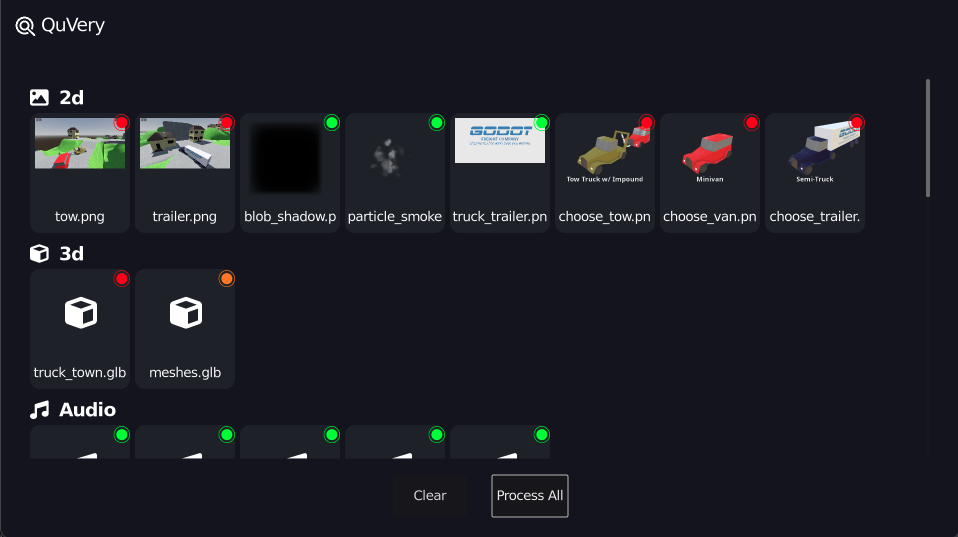 QuVery
2d
GODOT
tow.png
trailer.png
blob_shadow.p
particle_smoke
truck_trailer.pn
Tow Truck w/ Impound
choose_tow.pn
Minivan
choose_van.pn
Semi-Truck
choose_trailer.
3d
truck_town.glb
meshes.glb
Audio
Clear
Process All